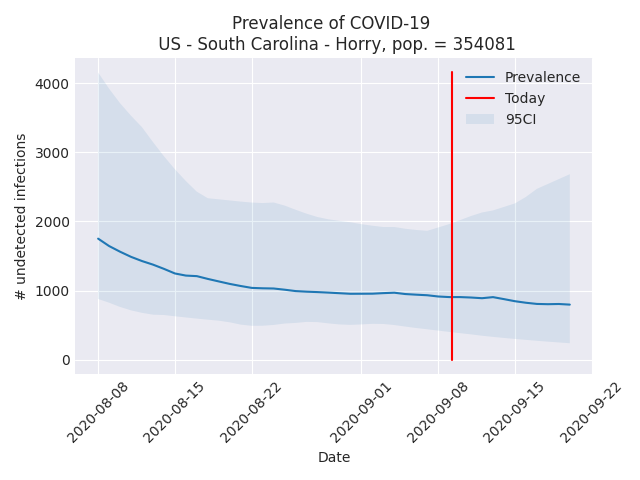 Prevalence of COVID-19
US - South Carolina - Horry, pop. = 354081
Prevalence
Today
95CI
# undetected infections
4000
3000
2000
1000
0
2020-08-08
2020-08-15
2020-08-22
2020-09-01
2020-09-08
2020-09-15
2020-09-22
Date